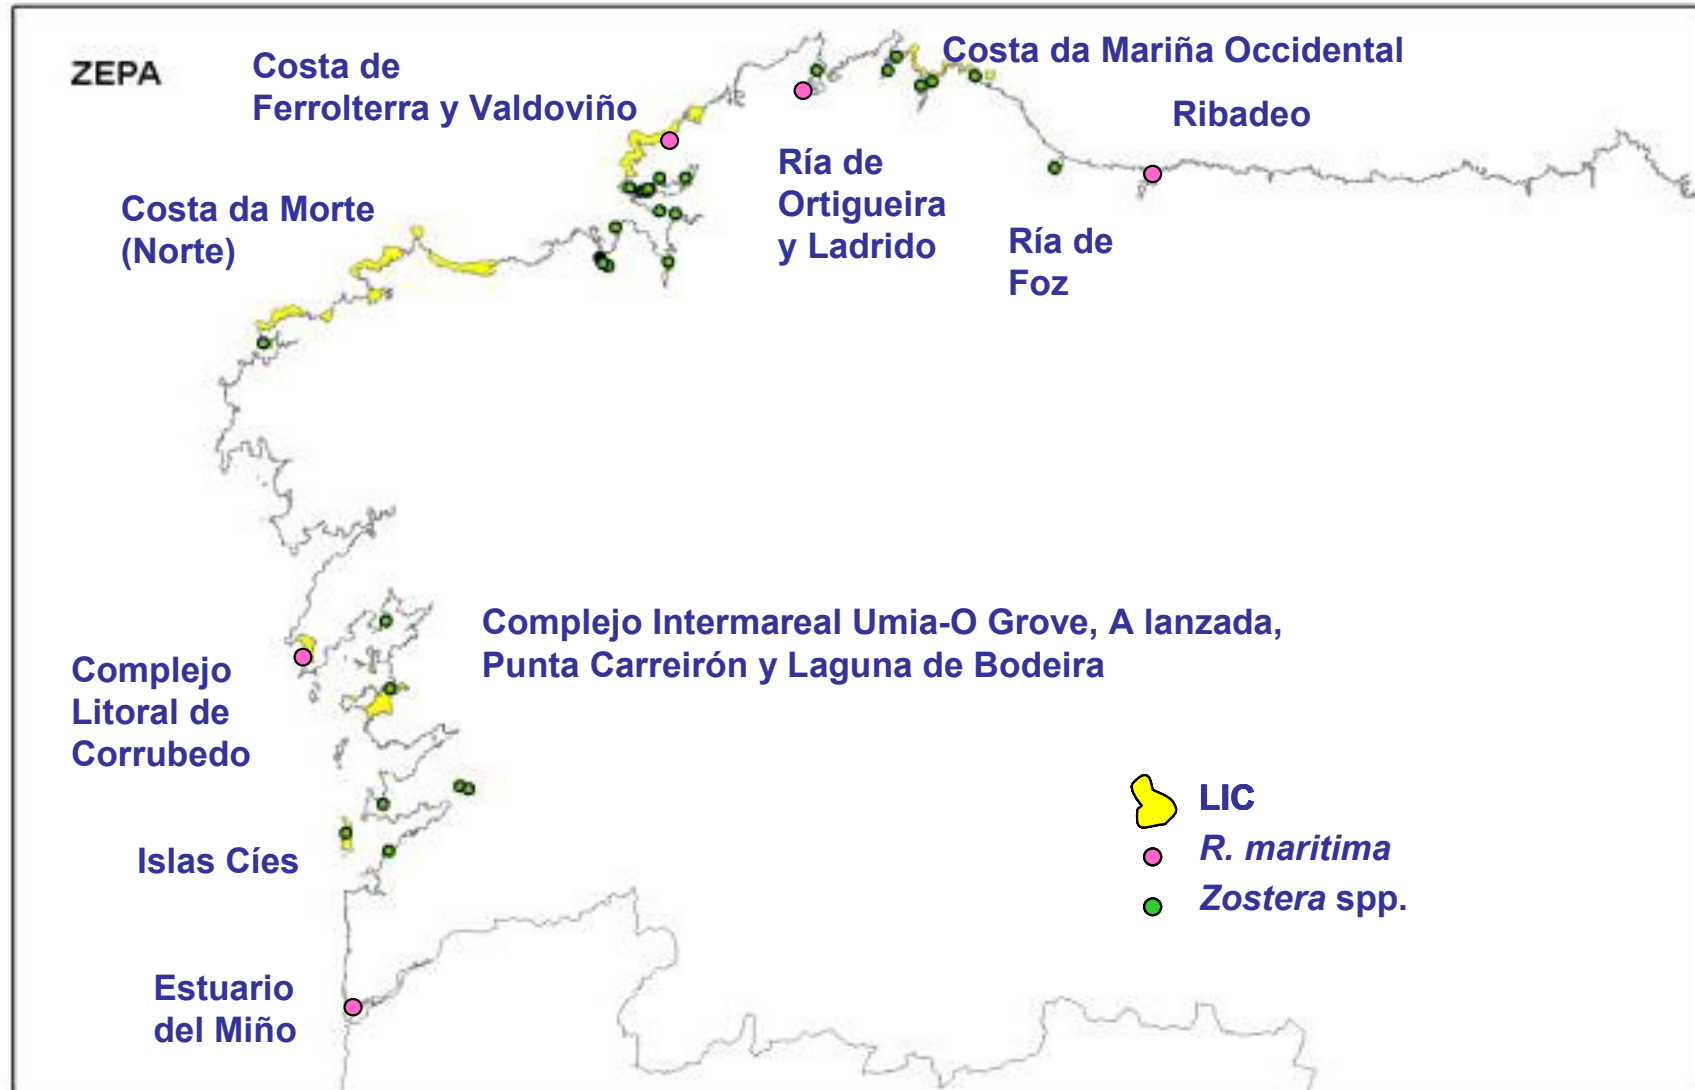 ZEPA
Costa de
Ferrolterra y Valdoviño
Costa da Mariña Occidental
Ribadeo
Ría de
Ortigueira
y Ladrido
Ría de
Foz
Costa da Morte
(Norte)
Complejo Intermareal Umia-O Grove, A lanzada,
Punta Carreirón y Laguna de Bodeira
Complejo
Litoral de
Corrubedo
Islas Cíes
Estuario
del Miño
LIC
R. maritima
Zostera spp.